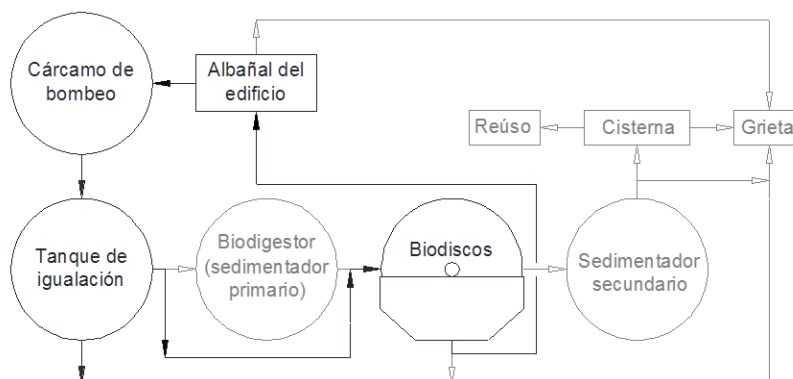 Cárcamo de
bombeo
Albañal del
edificio
Reúso
Cisterna
Grieta
Tanque de
igualación
Biodigestor
(sedimentador
primario)
Biodiscos
Sedimentador
secundario